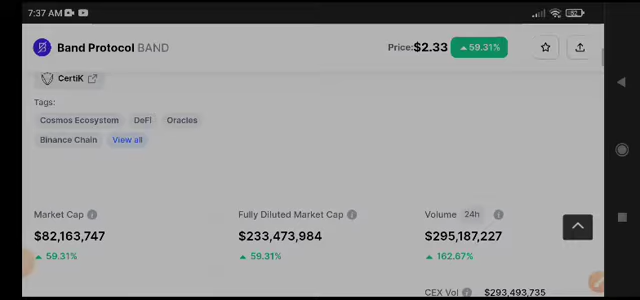 7:37 AM
52
Band Protocol BAND
Price:$2.33 59.31%
CertiK
Tags:
Cosmos Ecosystem DeFI Oracles
Binance Chain View all
Market Cap Fully Diluted Market Cap Volume 24h
$82,163,747 $233,473,984 $295,187,227
59.31% 59.31% 162.67%
CEX Vol $293,493,735